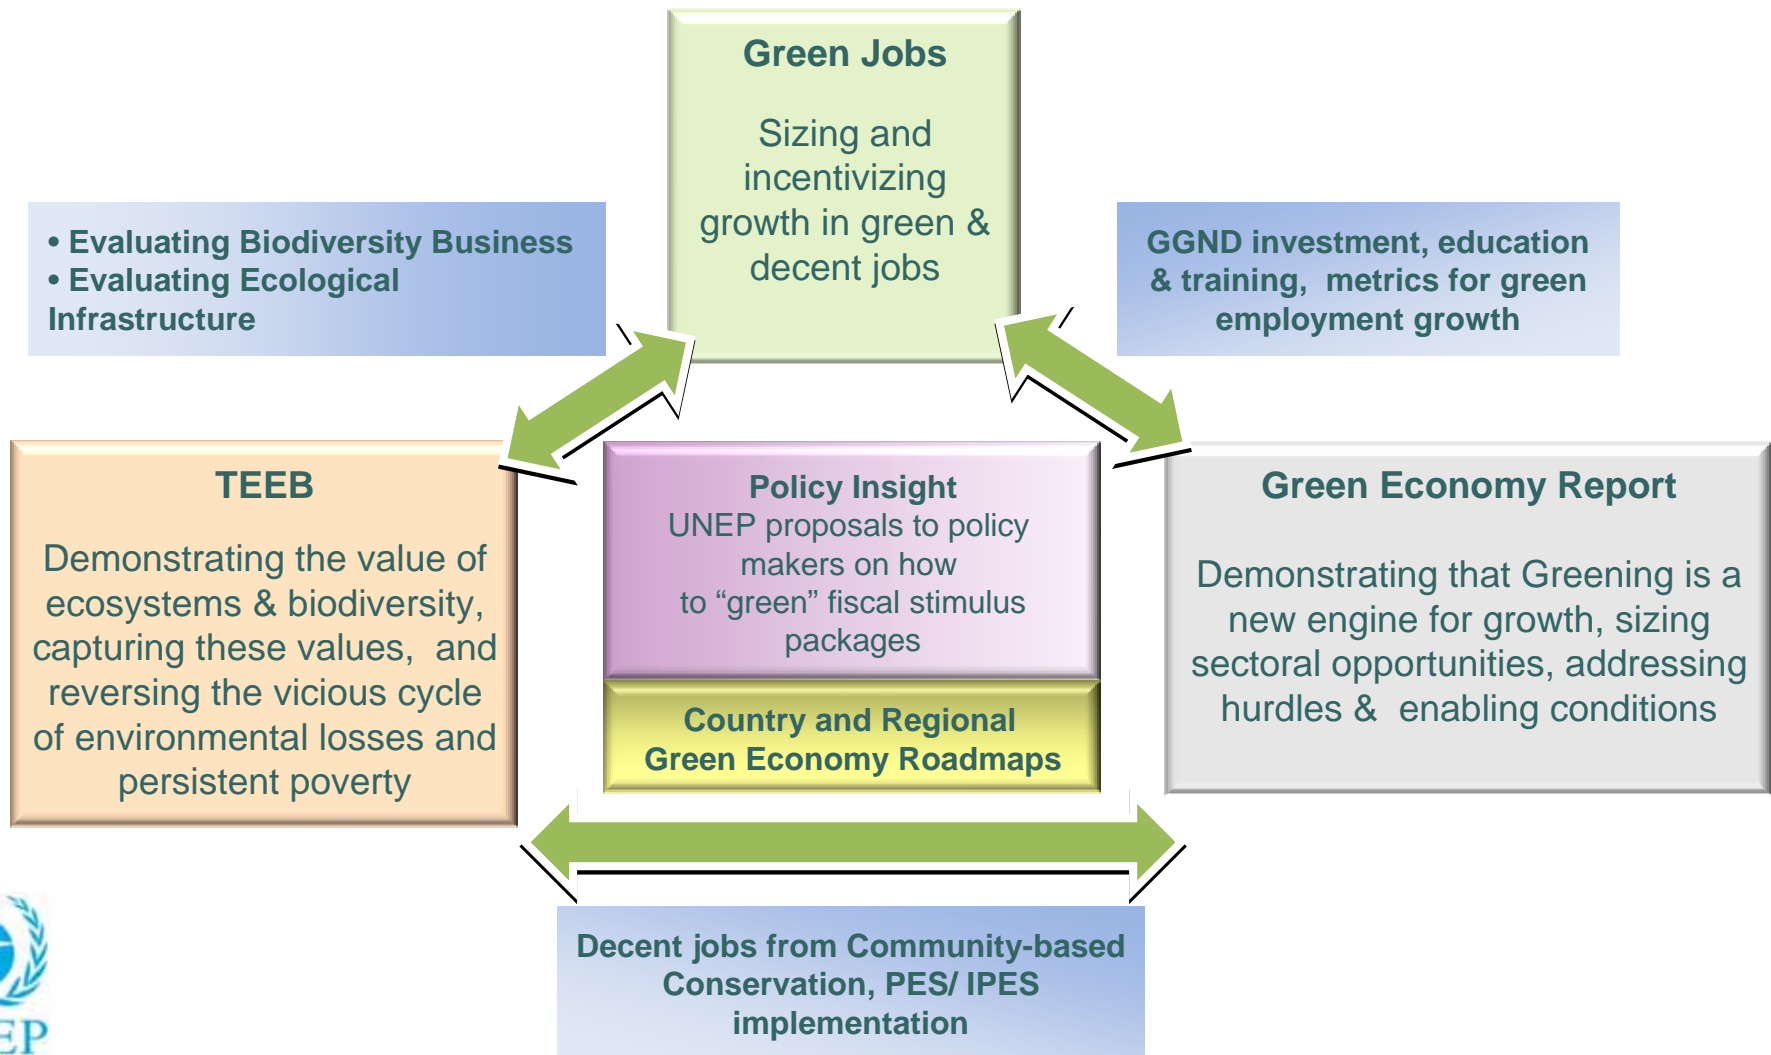 Green Jobs
Sizing and
incentivizing
growth in green &
decent jobs
• Evaluating Biodiversity Business
• Evaluating Ecological
Infrastructure
GGND investment, education
& training, metrics for green
employment growth
TEEB
Demonstrating the value of
ecosystems & biodiversity,
capturing these values, and
reversing the vicious cycle
of environmental losses and
persistent poverty
Policy Insight
UNEP proposals to policy
makers on how
to “green” fiscal stimulus
packages
Country and Regional
Green Economy Roadmaps
Green Economy Report
Demonstrating that Greening is a
new engine for growth, sizing
sectoral opportunities, addressing
hurdles & enabling conditions
Decent jobs from Community-based
Conservation, PES/ IPES
implementation
EP